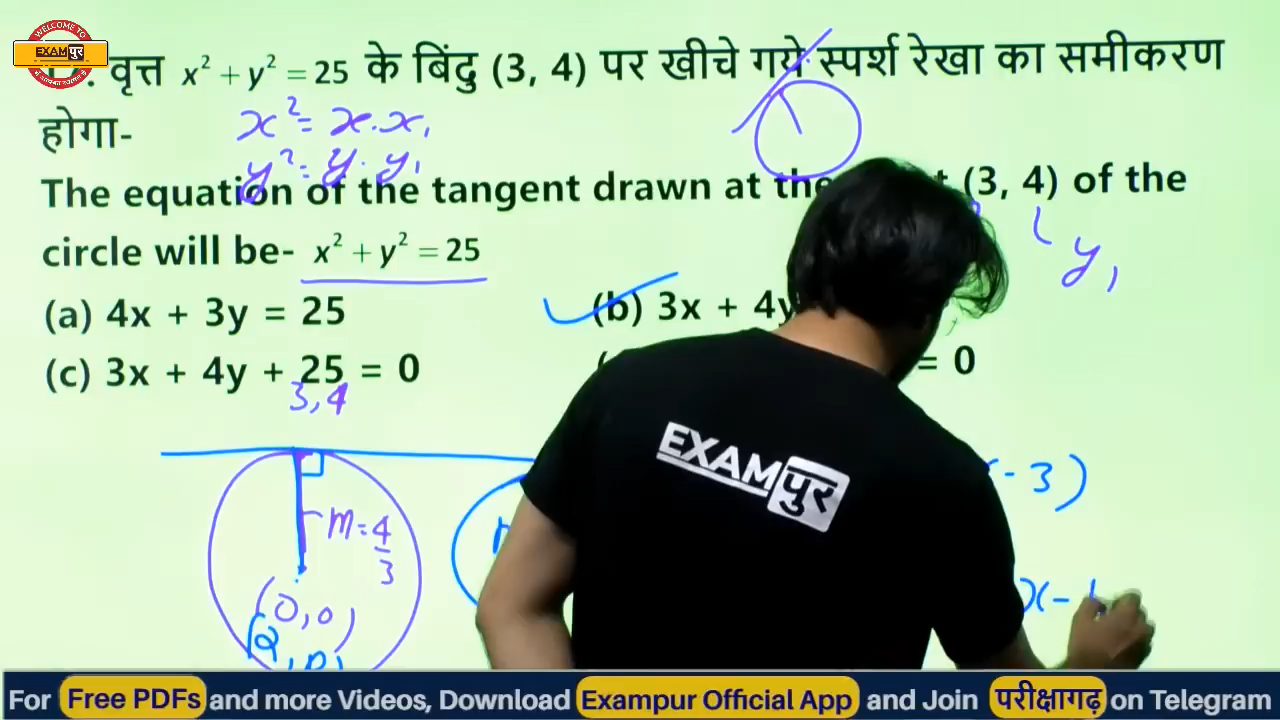 WELCOME TO
EXAMपुर
वृत्त x² + y² = 25 के बिंदु (3, 4) पर खीचे गये स्पर्श रेखा का समीकरण
होगा-
x² = x.x₁
y² = y.y₁
The equation of the tangent drawn at the (3, 4) of the
circle will be- x² + y² = 25
y₁
(a) 4x + 3y = 25
(b) 3x + 4y
(c) 3x + 4y + 25 = 0
= 0
3,4
EXAMपुर
- 3)
m = 4/3
(0,0)
x-
For Free PDFs and more Videos, Download Exampur Official App and Join परीक्षागढ़ on Telegram